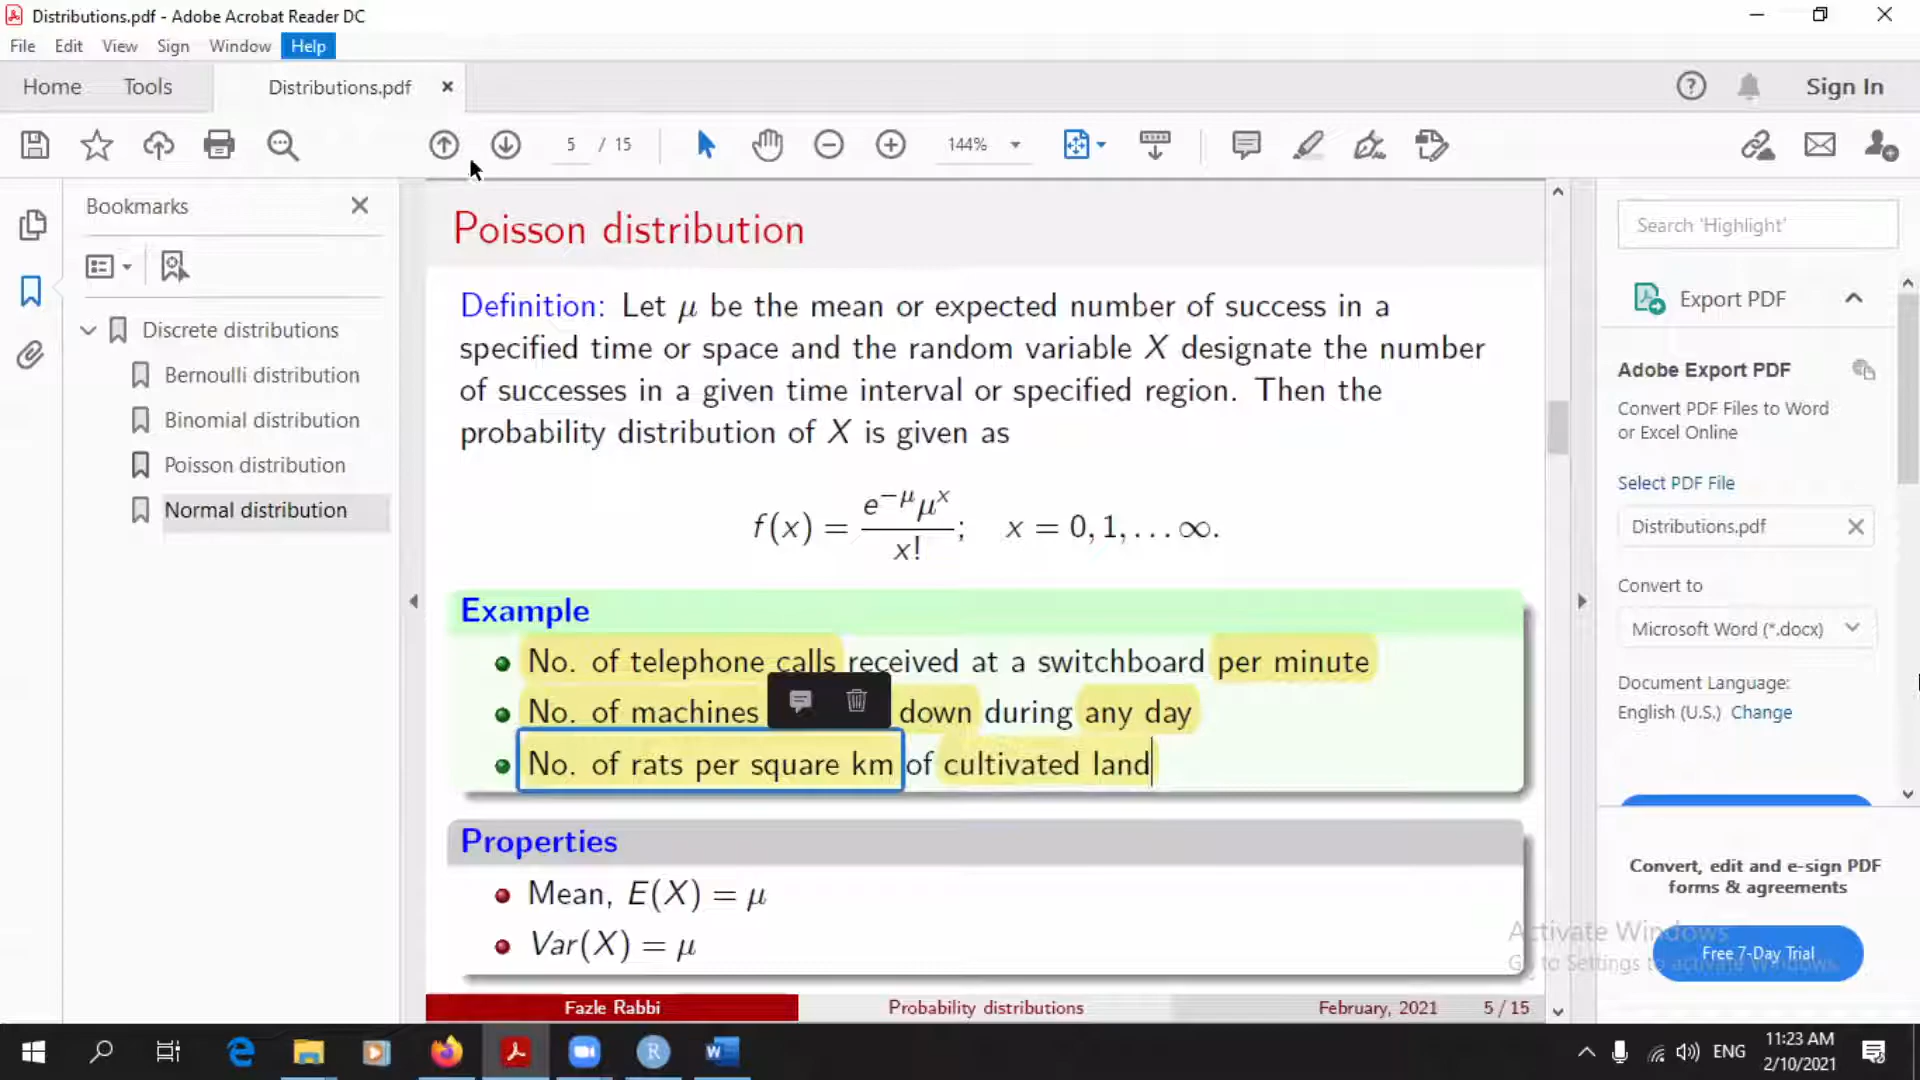 Distributions.pdf - Adobe Acrobat Reader DC
File Edit View Sign Window Help
Home Tools Distributions.pdf Sign In
5 / 15 144%
Bookmarks
Discrete distributions
Bernoulli distribution
Binomial distribution
Poisson distribution
Normal distribution
Poisson distribution
Definition: Let μ be the mean or expected number of success in a
specified time or space and the random variable X designate the number
of successes in a given time interval or specified region. Then the
probability distribution of X is given as
f(x) = e^{−μ}μ^x / x! ; x = 0, 1, . . . ∞.
Example
No. of telephone calls received at a switchboard per minute
No. of machines down during any day
No. of rats per square km of cultivated land
Properties
Mean, E(X) = μ
Var(X) = μ
Fazle Rabbi Probability distributions February, 2021 5 / 15
Search 'Highlight'
Export PDF
Adobe Export PDF
Convert PDF Files to Word
or Excel Online
Select PDF File
Distributions.pdf
Convert to
Microsoft Word (*.docx)
Document Language:
English (U.S.) Change
Convert, edit and e-sign PDF
forms & agreements
Activate Windows
Go to Settings to activate Windows.
Free 7-Day Trial
ENG
11:23 AM
2/10/2021